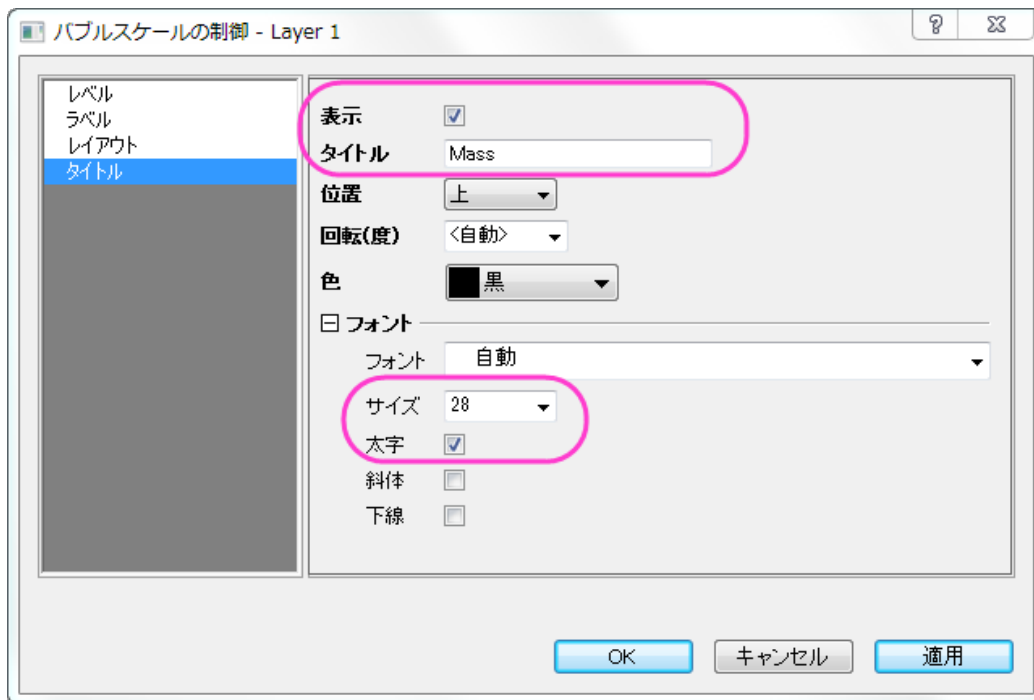 バブルスケールの制御 - Layer 1
レベル
ラベル
レイアウト
タイトル
表示
タイトル Mass
位置 上
回転(度) <自動>
色 黒
フォント
フォント 自動
サイズ 28
太字
斜体
下線
OK キャンセル 適用